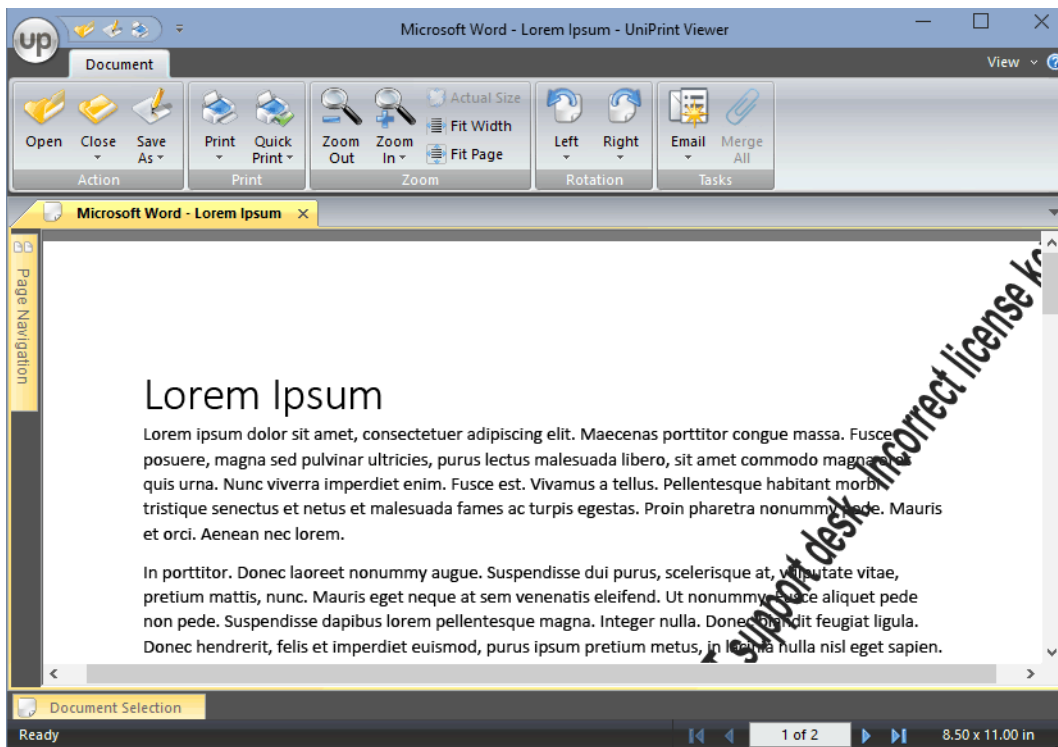 up
Microsoft Word - Lorem Ipsum - UniPrint Viewer
Document
View
Open
Close
Save As
Print
Quick Print
Zoom Out
Zoom In
Actual Size
Fit Width
Fit Page
Left
Right
Email
Merge All
Action
Print
Zoom
Rotation
Tasks
Microsoft Word - Lorem Ipsum
Page Navigation
Lorem Ipsum
Lorem ipsum dolor sit amet, consectetuer adipiscing elit. Maecenas porttitor congue massa. Fusce
posuere, magna sed pulvinar ultricies, purus lectus malesuada libero, sit amet commodo magna eros
quis urna. Nunc viverra imperdiet enim. Fusce est. Vivamus a tellus. Pellentesque habitant morbi
tristique senectus et netus et malesuada fames ac turpis egestas. Proin pharetra nonummy pede. Mauris
et orci. Aenean nec lorem.
In porttitor. Donec laoreet nonummy augue. Suspendisse dui purus, scelerisque at, vulputate vitae,
pretium mattis, nunc. Mauris eget neque at sem venenatis eleifend. Ut nonummy. Fusce aliquet pede
non pede. Suspendisse dapibus lorem pellentesque magna. Integer nulla. Donec blandit feugiat ligula.
Donec hendrerit, felis et imperdiet euismod, purus ipsum pretium metus, in lacinia nulla nisl eget sapien.
support desk. Incorrect license
Document Selection
Ready
1 of 2
8.50 x 11.00 in